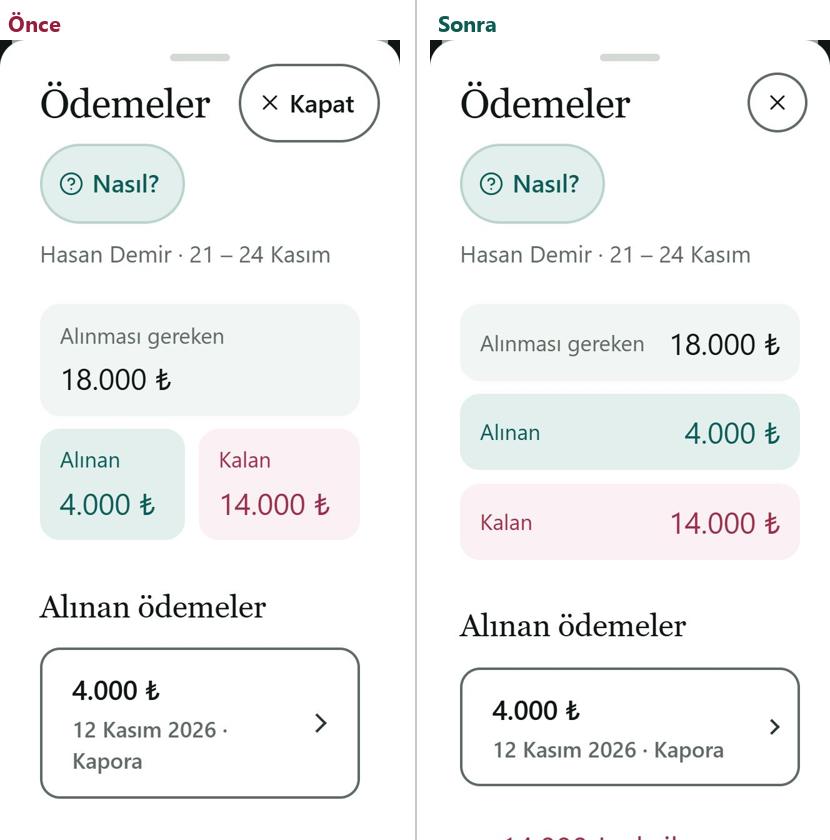 Önce
Ödemeler
Kapat
Nasıl?
Hasan Demir · 21 – 24 Kasım
Alınması gereken
18.000 ₺
Alınan
4.000 ₺
Kalan
14.000 ₺
Alınan ödemeler
4.000 ₺
12 Kasım 2026 ·
Kapora
Sonra
Ödemeler
Nasıl?
Hasan Demir · 21 – 24 Kasım
Alınması gereken 18.000 ₺
Alınan 4.000 ₺
Kalan 14.000 ₺
Alınan ödemeler
4.000 ₺
12 Kasım 2026 · Kapora